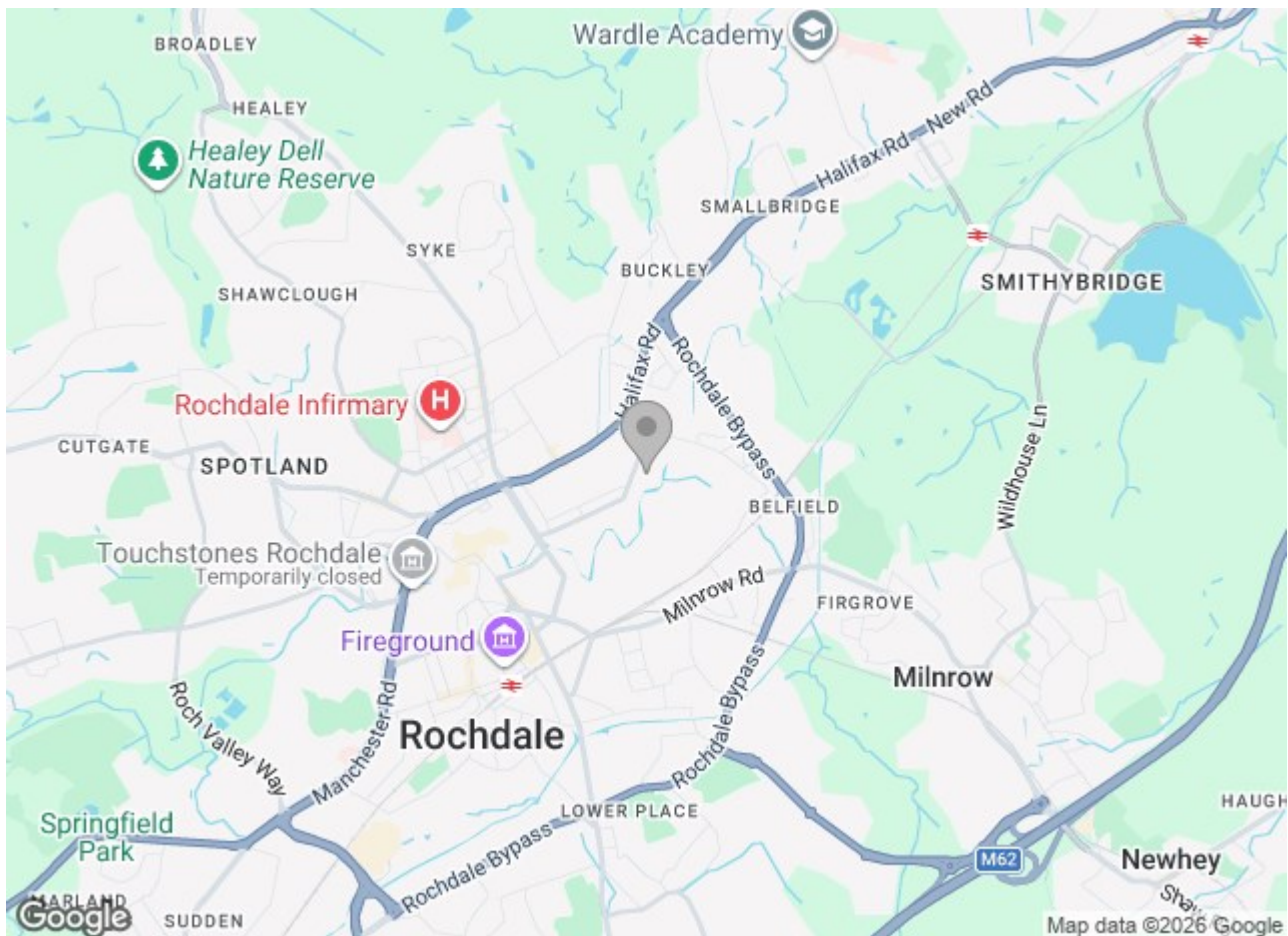 BROADLEY
Wardle Academy
HEALEY
Healey Dell
Nature Reserve
New Rd
Halifax Rd
SMALLBRIDGE
SYKE
BUCKLEY
SMITHYBRIDGE
SHAWCLOUGH
Halifax Rd
Rochdale Bypass
Rochdale Infirmary
H
CUTGATE
SPOTLAND
Wildhouse Ln
BELFIELD
Touchstones Rochdale
Temporarily closed
Milnrow Rd
FIRGROVE
Fireground
Milnrow
Rochdale Bypass
Roch Valley Way
Manchester Rd
Rochdale
LOWER PLACE
HAUGH
Springfield
Park
Rochdale Bypass
M62
Newhey
MARLAND
SUDDEN
Google
Map data ©2026 Google